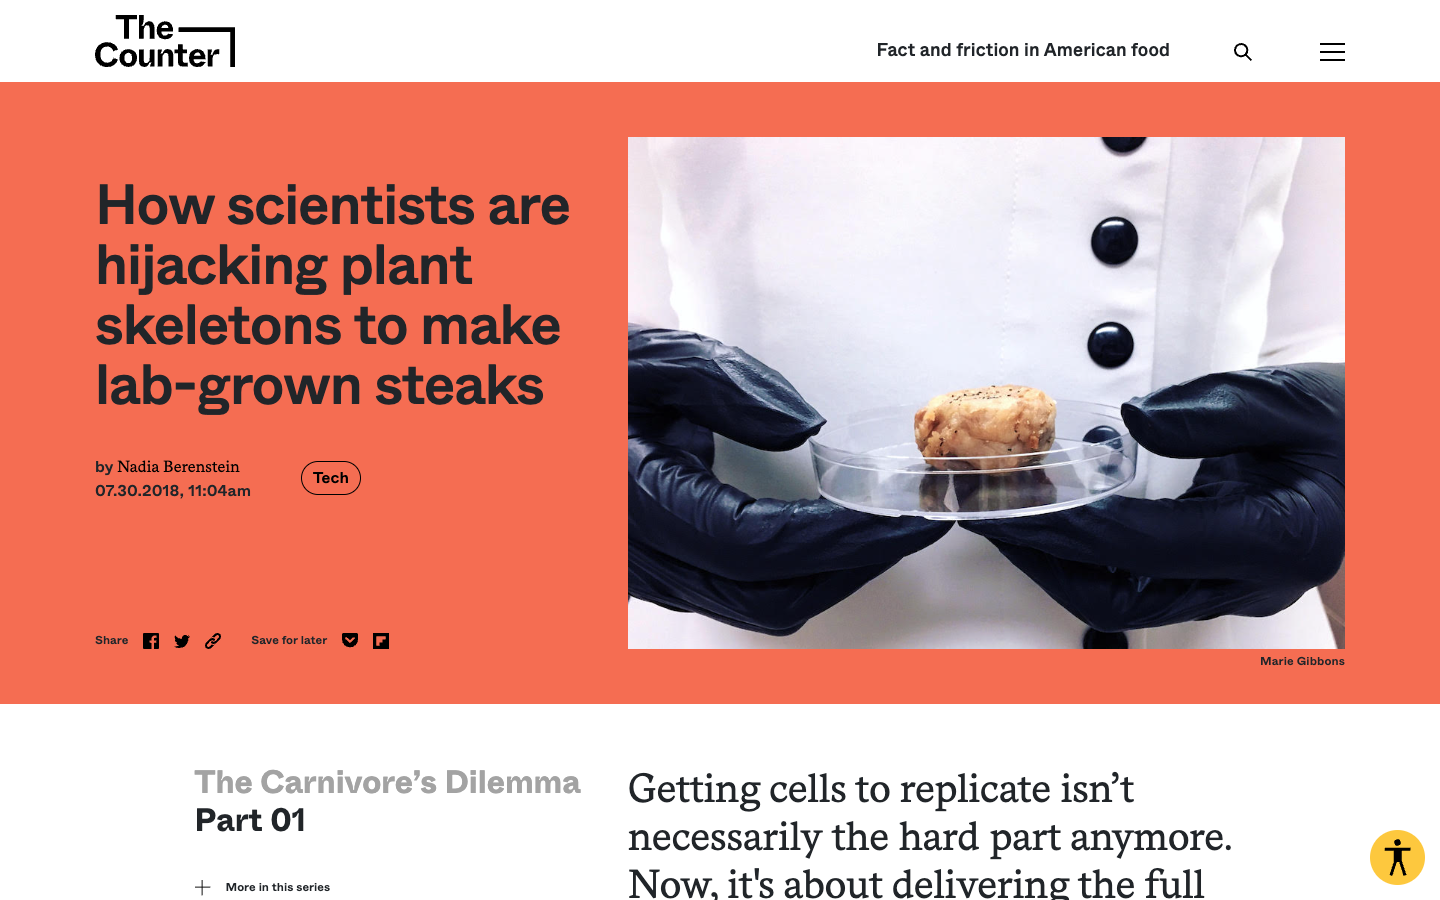 The
Counter
Fact and friction in American food
How scientists are
hijacking plant
skeletons to make
lab-grown steaks
by Nadia Berenstein
07.30.2018, 11:04am
Tech
Share
Save for later
Marie Gibbons
The Carnivore’s Dilemma
Part 01
More in this series
Getting cells to replicate isn’t
necessarily the hard part anymore.
Now, it's about delivering the full